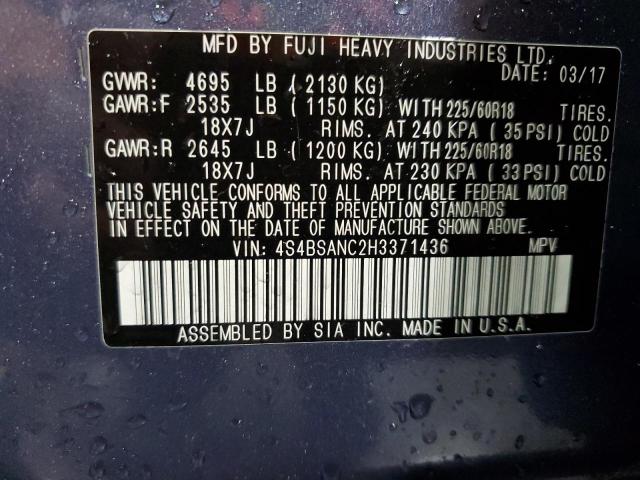 MFD BY FUJI HEAVY INDUSTRIES LTD.
DATE: 03/17
GVWR: 4695 LB (2130 KG)
GAWR:F 2535 LB (1150 KG) WITH 225/60R18 TIRES.
18X7J RIMS. AT 240 KPA (35 PSI) COLD
GAWR:R 2645 LB (1200 KG) WITH 225/60R18 TIRES.
18X7J RIMS. AT 230 KPA (33 PSI) COLD
THIS VEHICLE CONFORMS TO ALL APPLICABLE FEDERAL MOTOR
VEHICLE SAFETY AND THEFT PREVENTION STANDARDS
IN EFFECT ON THE DATE OF MANUFACTURE SHOWN ABOVE.
VIN: 4S4BSANC2H3371436 MPV
ASSEMBLED BY SIA INC. MADE IN U.S.A.